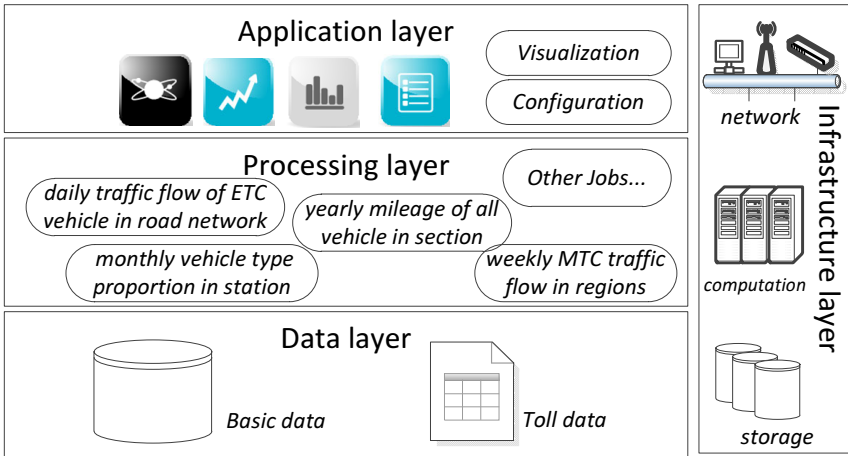 Application layer
Visualization
Configuration
Processing layer
Other Jobs...
daily traffic flow of ETC
vehicle in road network
yearly mileage of all
vehicle in section
monthly vehicle type
proportion in station
weekly MTC traffic
flow in regions
Data layer
Basic data
Toll data
network
computation
storage
Infrastructure layer